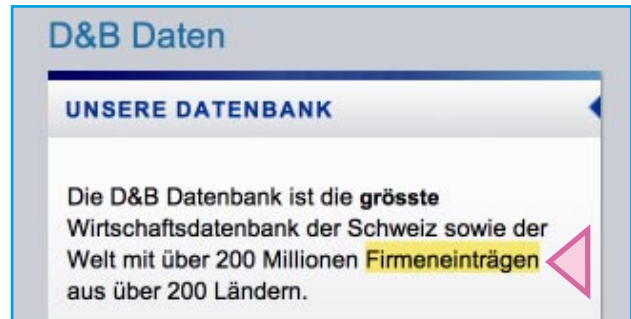 D&B Daten
UNSERE DATENBANK
Die D&B Datenbank ist die grösste
Wirtschaftsdatenbank der Schweiz sowie der
Welt mit über 200 Millionen Firmeneinträgen
aus über 200 Ländern.